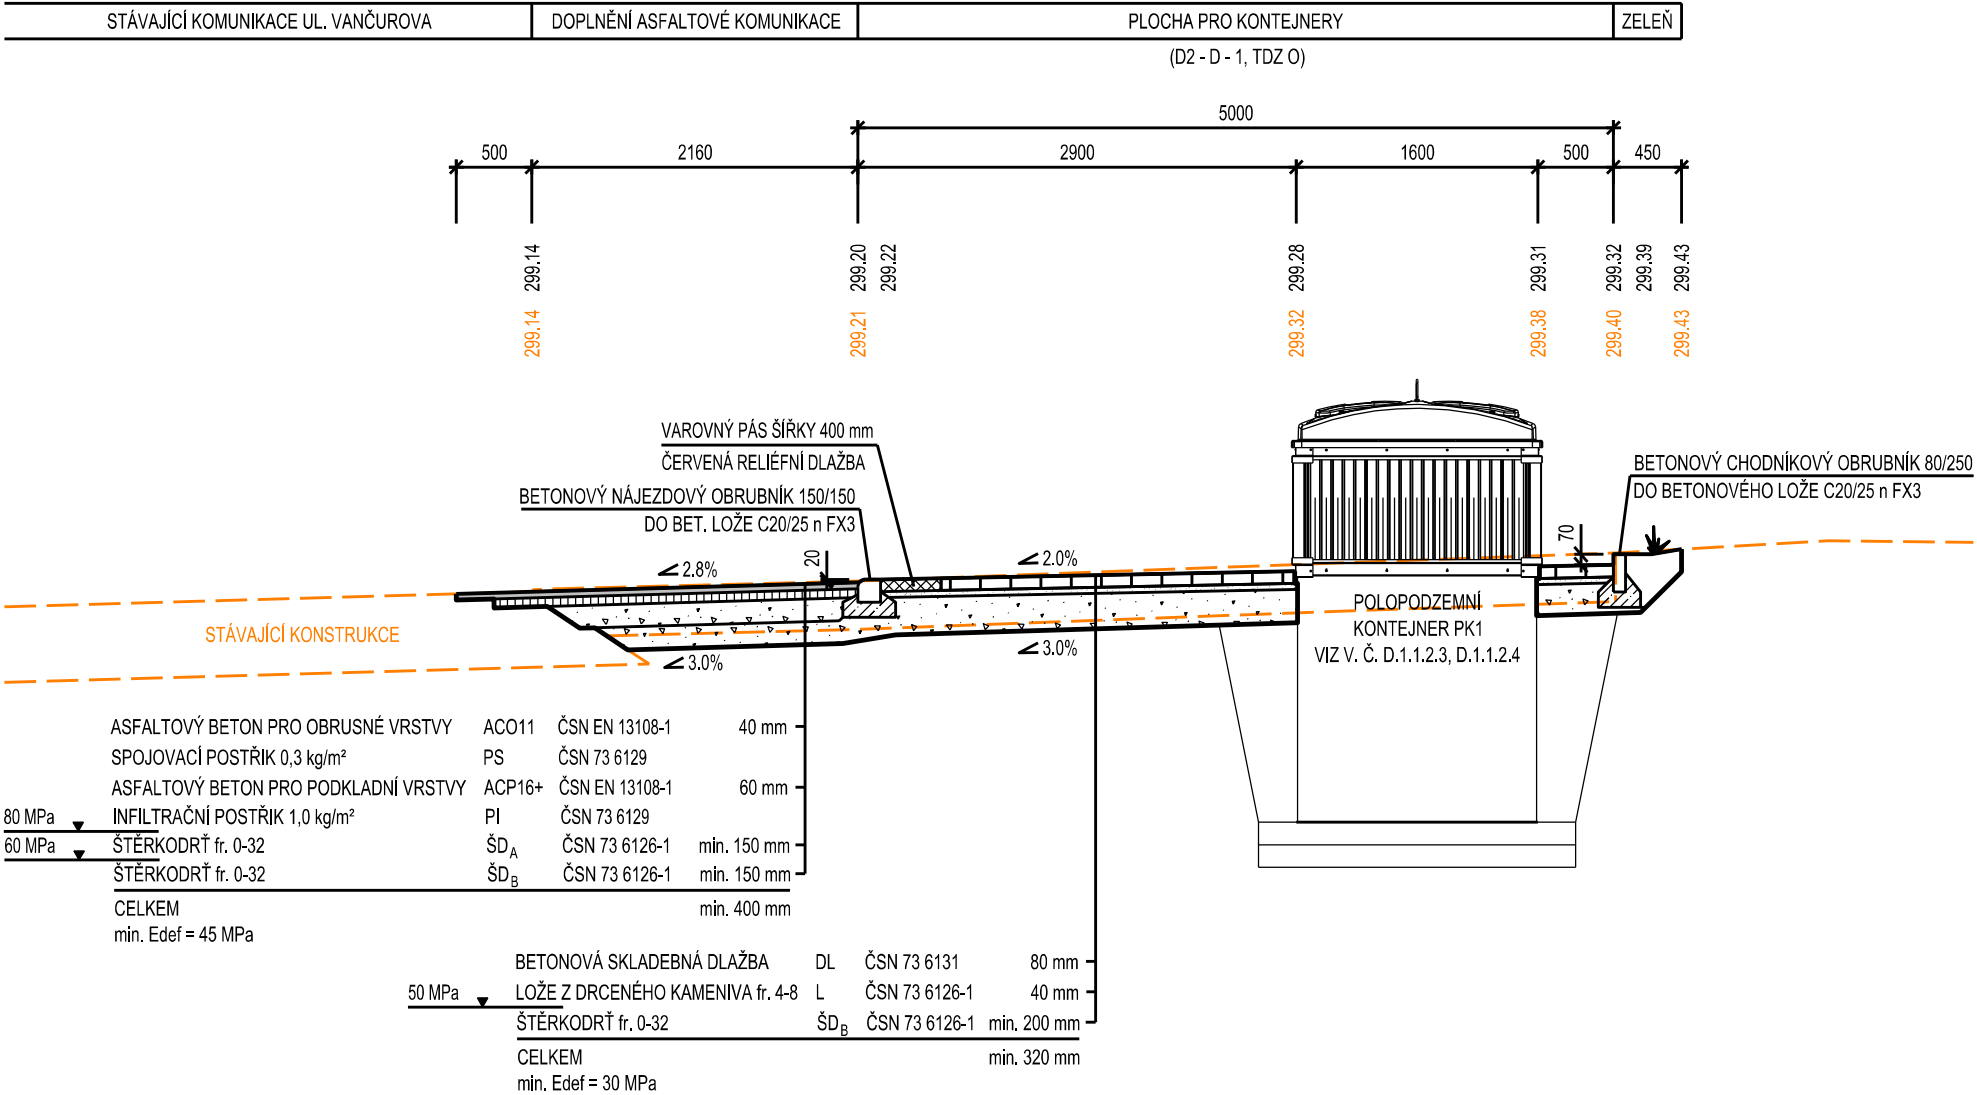 STÁVAJÍCÍ KOMUNIKACE UL. VANČUROVA DOPLNĚNÍ ASFALTOVÉ KOMUNIKACE PLOCHA PRO KONTEJNERY ZELEŇ
(D2 - D - 1, TDZ O)
5000
500 2160 2900 1600 500 450
299.14 299.20 299.22 299.28 299.31 299.32 299.39 299.43
299.14 299.21 299.32 299.38 299.40 299.43
VAROVNÝ PÁS ŠÍŘKY 400 mm
ČERVENÁ RELIÉFNÍ DLAŽBA
BETONOVÝ NÁJEZDOVÝ OBRUBNÍK 150/150
DO BET. LOŽE C20/25 n FX3
BETONOVÝ CHODNÍKOVÝ OBRUBNÍK 80/250
DO BETONOVÉHO LOŽE C20/25 n FX3
2.8% 20 2.0% 70
STÁVAJÍCÍ KONSTRUKCE
3.0% 3.0%
POLOPODZEMNÍ
KONTEJNER PK1
VIZ V. Č. D.1.1.2.3, D.1.1.2.4
ASFALTOVÝ BETON PRO OBRUSNÉ VRSTVY ACO11 ČSN EN 13108-1 40 mm
SPOJOVACÍ POSTŘIK 0,3 kg/m² PS ČSN 73 6129
ASFALTOVÝ BETON PRO PODKLADNÍ VRSTVY ACP16+ ČSN EN 13108-1 60 mm
80 MPa INFILTRAČNÍ POSTŘIK 1,0 kg/m² PI ČSN 73 6129
60 MPa ŠTĚRKODRŤ fr. 0-32 ŠDA ČSN 73 6126-1 min. 150 mm
ŠTĚRKODRŤ fr. 0-32 ŠDB ČSN 73 6126-1 min. 150 mm
CELKEM min. 400 mm
min. Edef = 45 MPa
BETONOVÁ SKLADEBNÁ DLAŽBA DL ČSN 73 6131 80 mm
50 MPa LOŽE Z DRCENÉHO KAMENIVA fr. 4-8 L ČSN 73 6126-1 40 mm
ŠTĚRKODRŤ fr. 0-32 ŠDB ČSN 73 6126-1 min. 200 mm
CELKEM min. 320 mm
min. Edef = 30 MPa